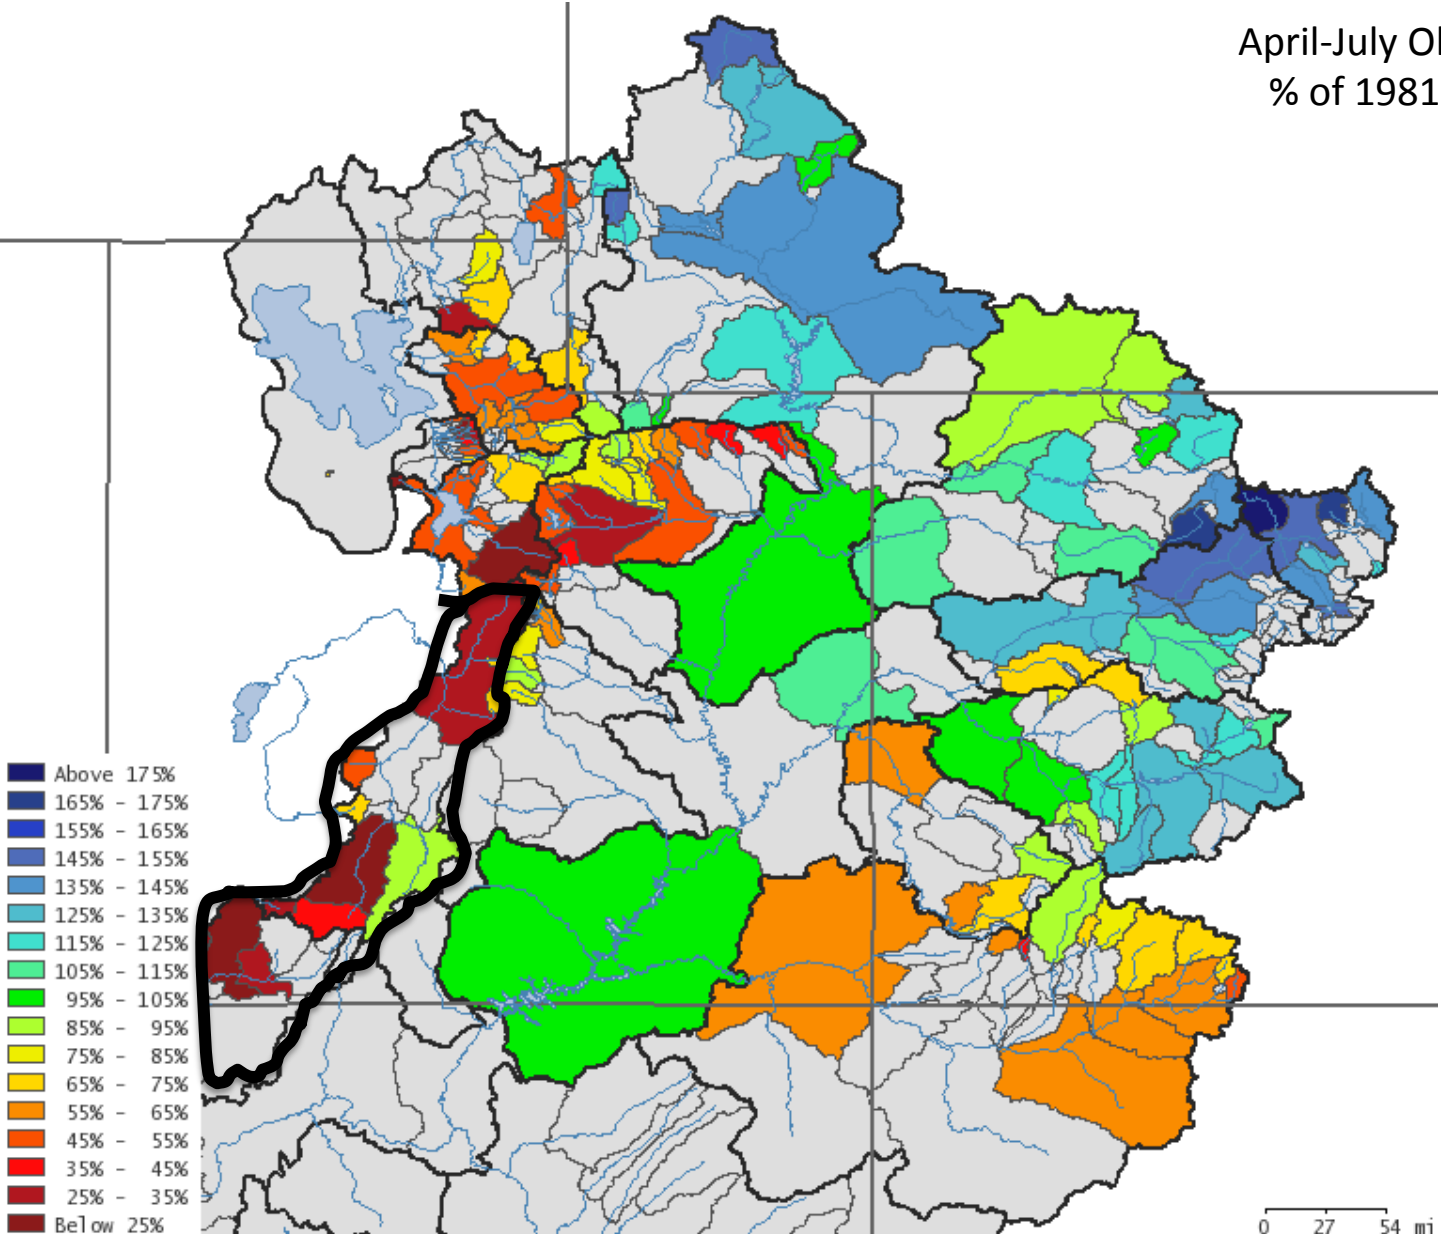 April-July Ol
% of 1981
Above 175%
165% - 175%
155% - 165%
145% - 155%
135% - 145%
125% - 135%
115% - 125%
105% - 115%
95% - 105%
85% - 95%
75% - 85%
65% - 75%
55% - 65%
45% - 55%
35% - 45%
25% - 35%
Below 25%
0 27 54 mi